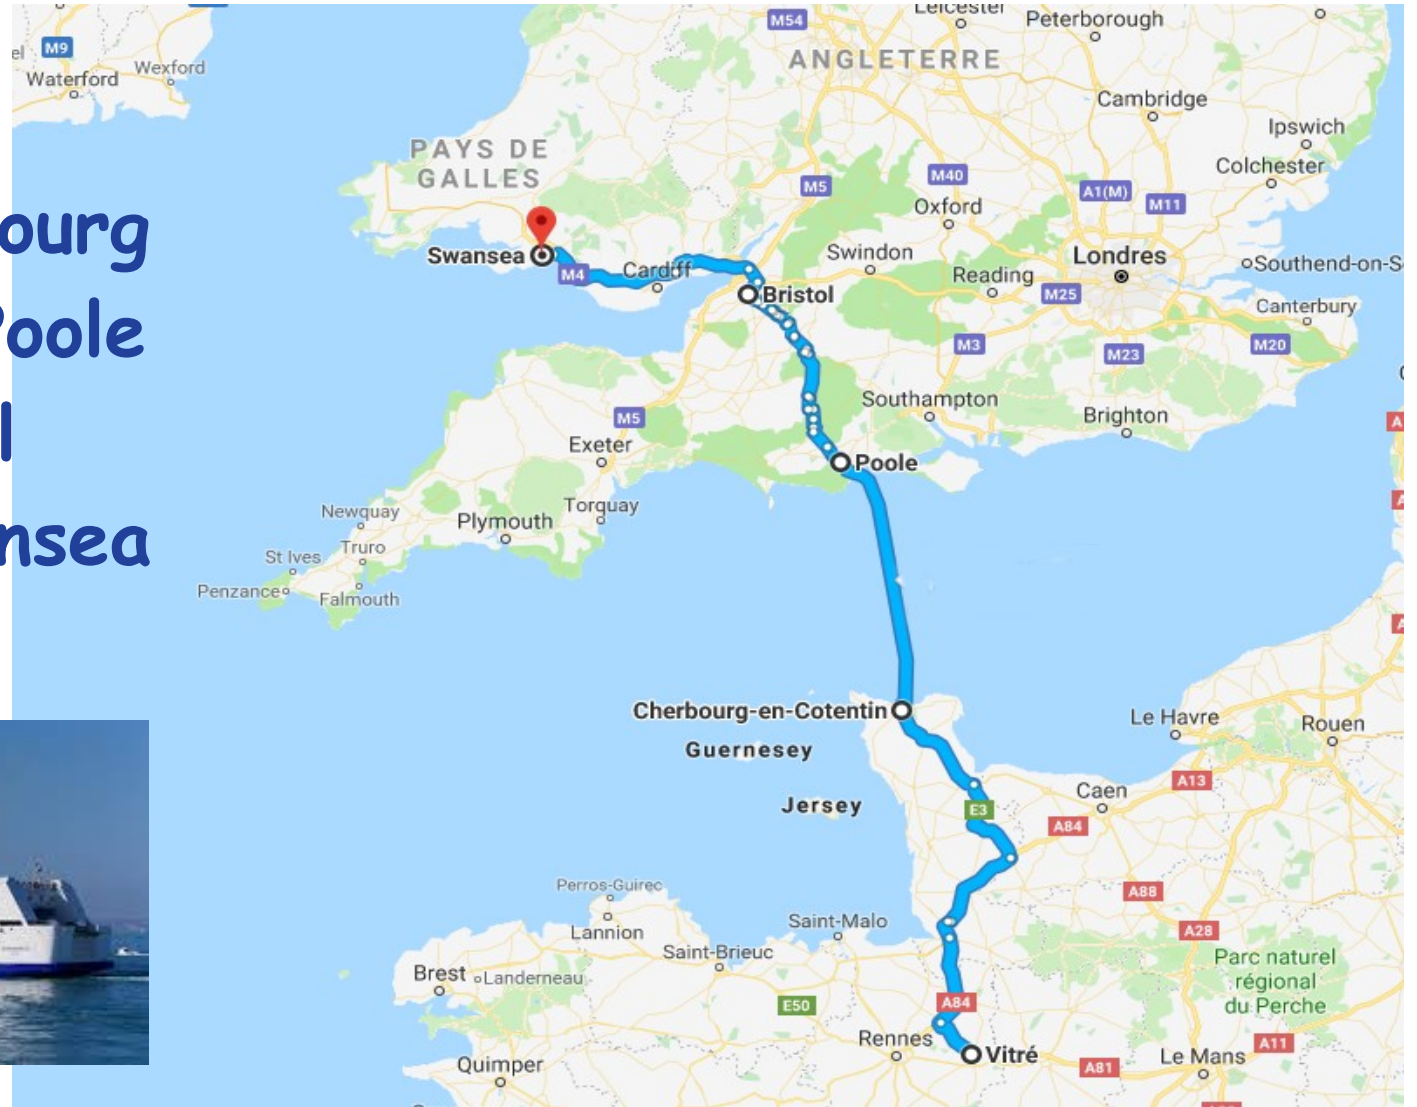 ourg
Poole
l
nsea
Leicester
M54
Peterborough
el
M9
ANGLETERRE
Wexford
Waterford
Cambridge
Ipswich
PAYS DE
GALLES
Colchester
M5
M40
A1(M)
M11
Oxford
Swansea
M4
Cardiff
Swindon
Londres
Southend-on-S
Reading
Bristol
M25
Canterbury
M3
M23
M20
Southampton
Brighton
M5
Exeter
Poole
A
Newquay
Torquay
Plymouth
A
Truro
St Ives
Penzance
Falmouth
A
Cherbourg-en-Cotentin
Le Havre
Rouen
Guernesey
A13
Caen
Jersey
E3
A84
Perros-Guirec
A88
Lannion
Saint-Malo
A28
Saint-Brieuc
Brest
Landerneau
Parc naturel
régional
du Perche
E50
A84
Rennes
A11
Vitré
Le Mans
Quimper
A81